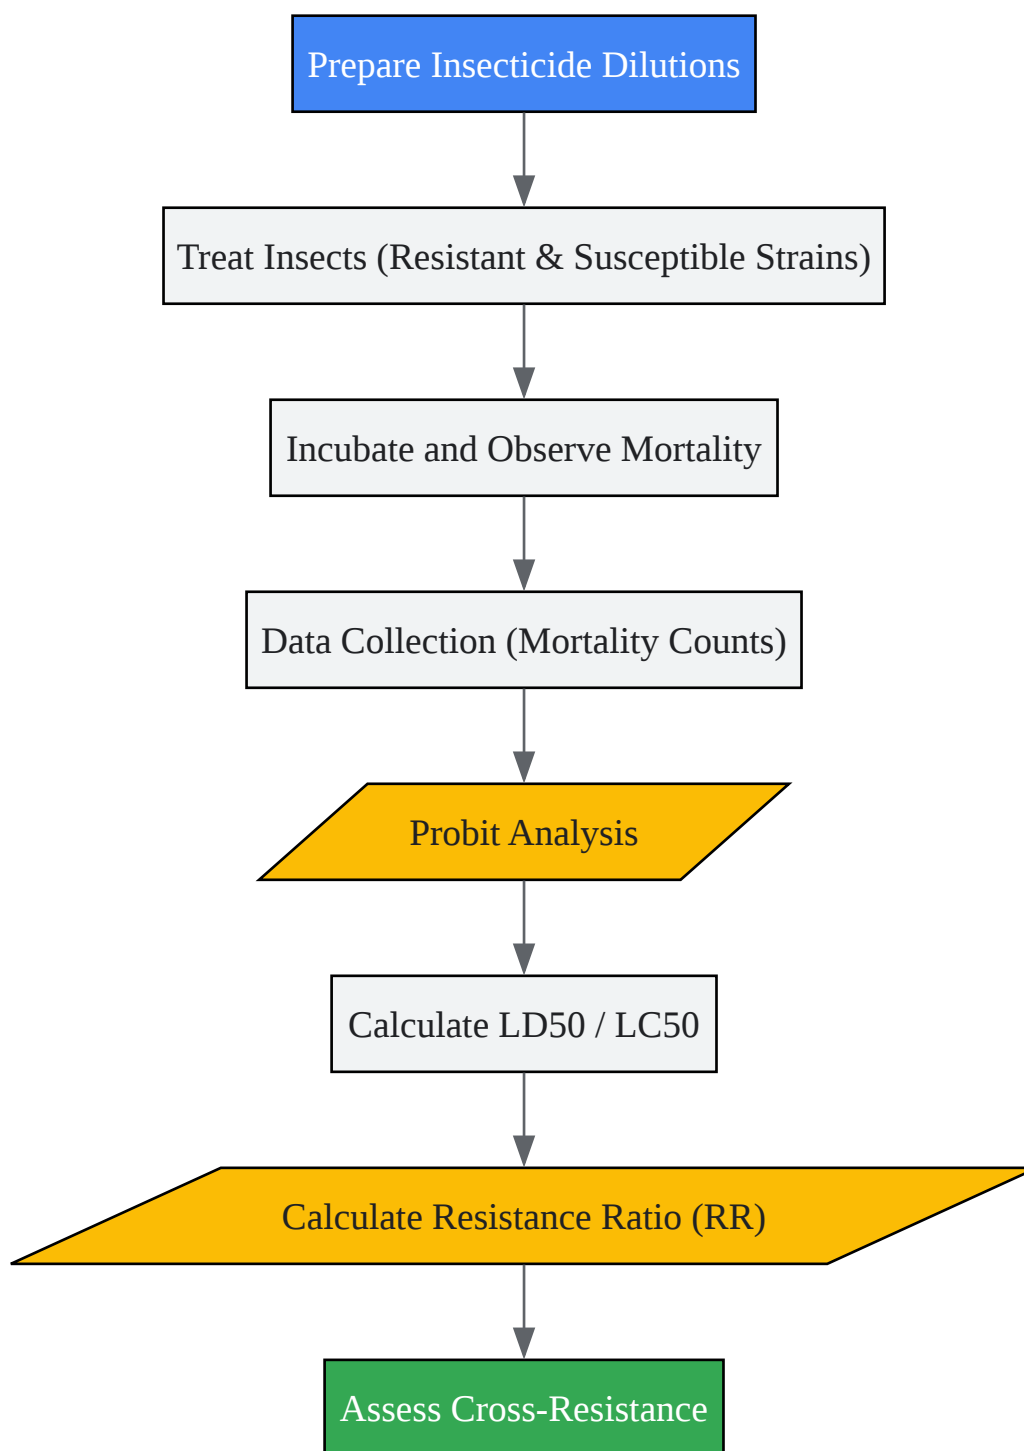 Prepare Insecticide Dilutions
Treat Insects (Resistant & Susceptible Strains)
Incubate and Observe Mortality
Data Collection (Mortality Counts)
Probit Analysis
Calculate LD50 / LC50
Calculate Resistance Ratio (RR)
Assess Cross-Resistance